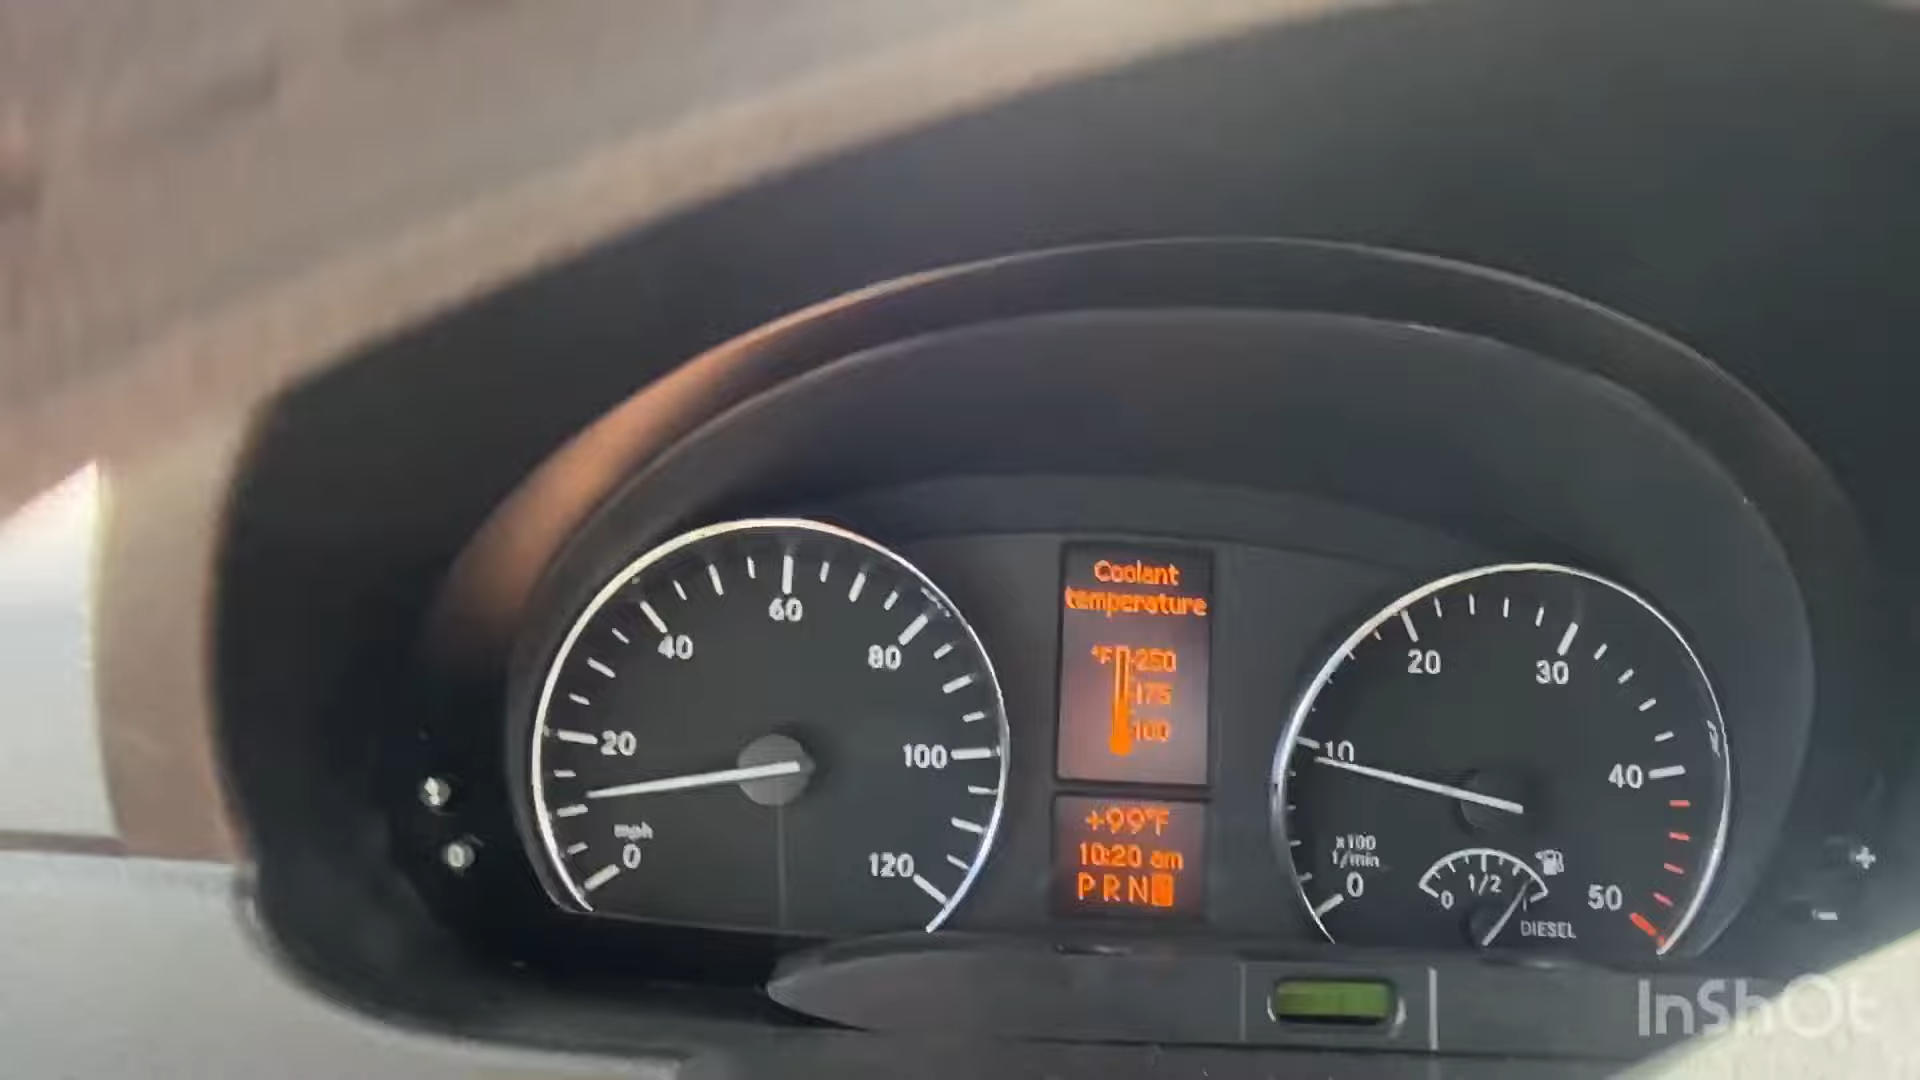 20
40
60
80
100
120
mph
0
Coolant
temperature
°F 250
175
100
+99°F
10:20 am
P R N
10
20
30
40
50
x100
1/min
0
0 1/2 1
DIESEL
+
-
InShOt